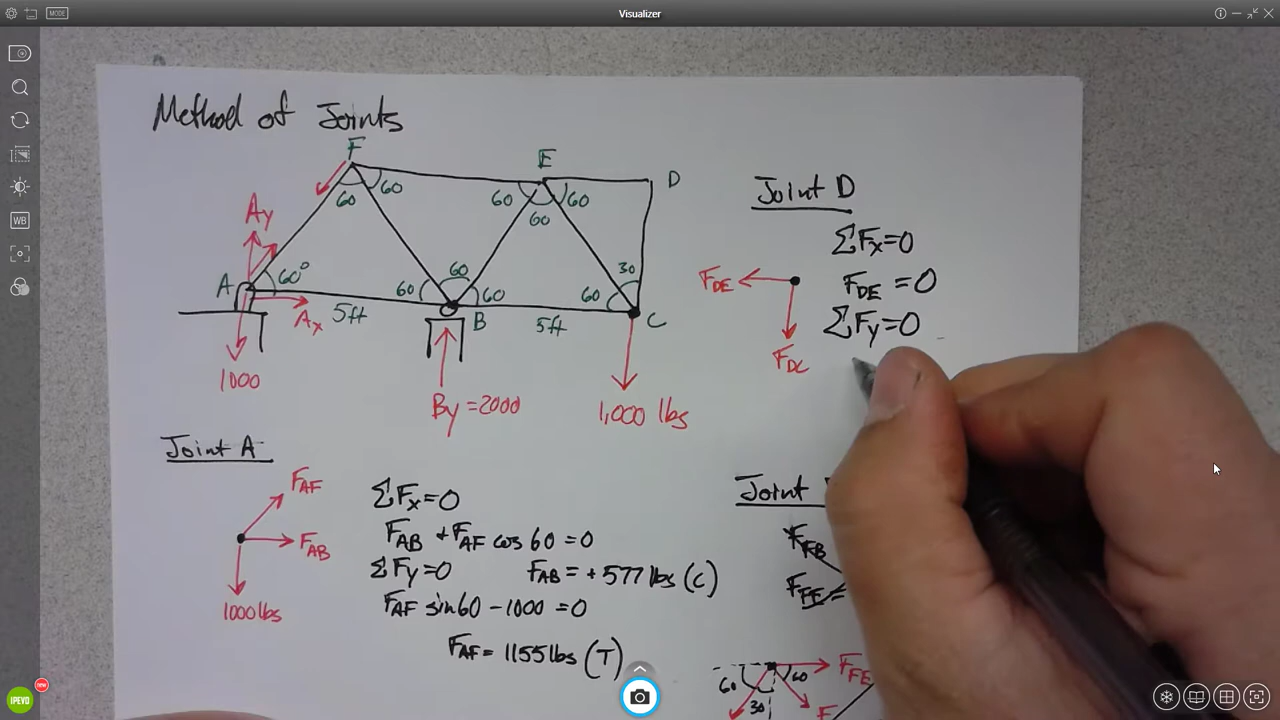 MODE
Visualizer
Method of Joints
F
E
D
60
60
60
60
60
Ay
A
60°
60
60
60
60
30
5ft
Ax
B
5ft
C
1000
By = 2000
1,000 lbs
Joint D
ΣFx=0
FDE
FDE = 0
ΣFy=0
FDC
Joint A
FAF
FAB
1000 lbs
ΣFx=0
FAB + FAF cos 60 = 0
ΣFy=0
FAB = + 577 lbs (C)
FAF sin60 - 1000 = 0
FAF = 1155 lbs (T)
Joint
FFB
FFE =
60
60
FFE
30
F
WB
IPEVO